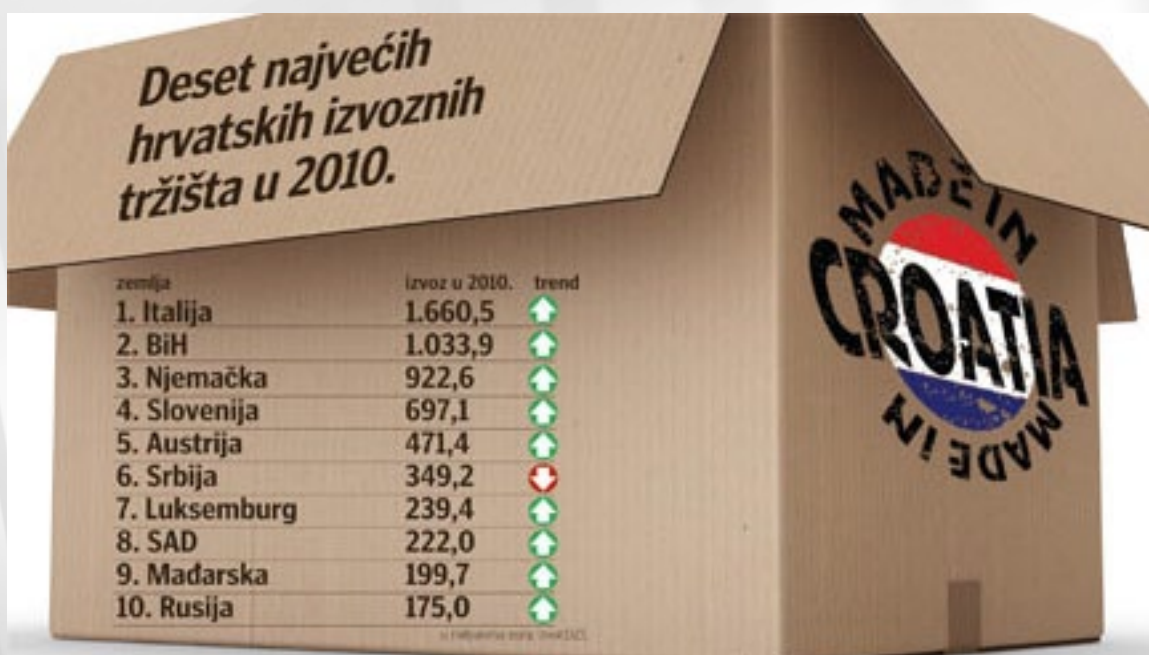 Deset najvećih
hrvatskih izvoznih
tržišta u 2010.
zemlja izvoz u 2010. trend
1. Italija 1.660,5
2. BiH 1.033,9
3. Njemačka 922,6
4. Slovenija 697,1
5. Austrija 471,4
6. Srbija 349,2
7. Luksemburg 239,4
8. SAD 222,0
9. Mađarska 199,7
10. Rusija 175,0
MADE IN
CROATIA
MADE IN